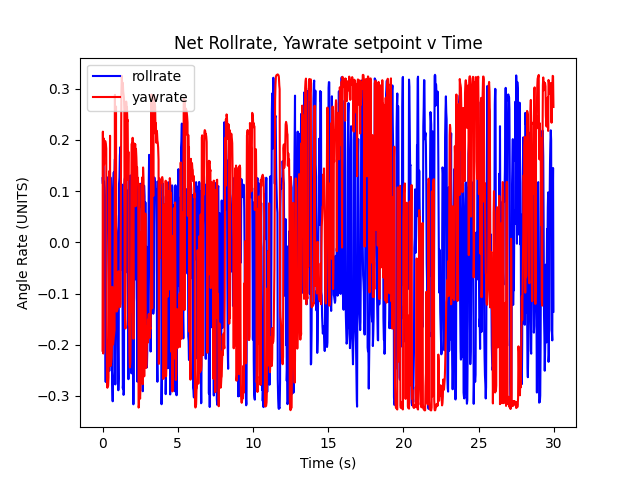 Net Rollrate, Yawrate setpoint v Time
rollrate
yawrate
Angle Rate (UNITS)
0.3
0.2
0.1
0.0
−0.1
−0.2
−0.3
0 5 10 15 20 25 30
Time (s)